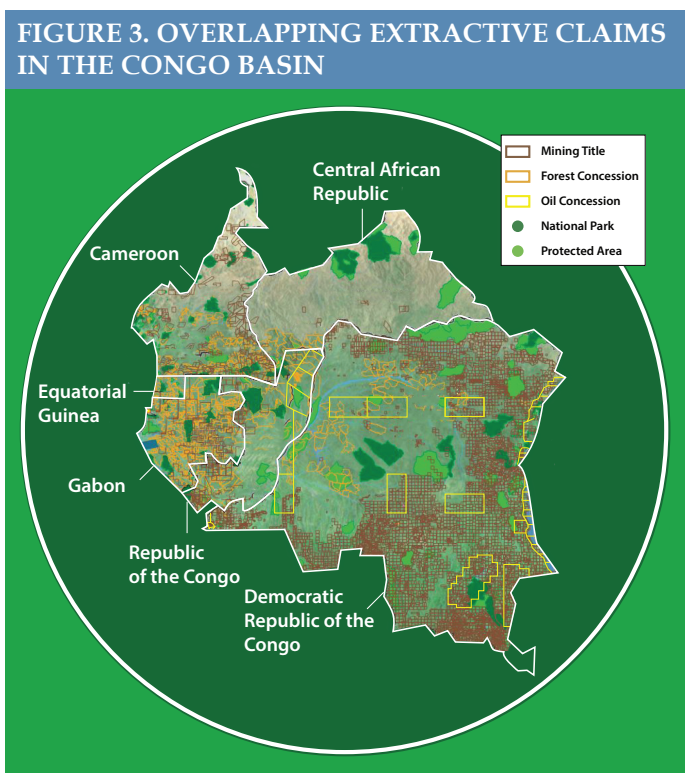 FIGURE 3. OVERLAPPING EXTRACTIVE CLAIMS
IN THE CONGO BASIN
Mining Title
Forest Concession
Oil Concession
National Park
Protected Area
Central African
Republic
Cameroon
Equatorial
Guinea
Gabon
Republic
of the Congo
Democratic
Republic of the
Congo